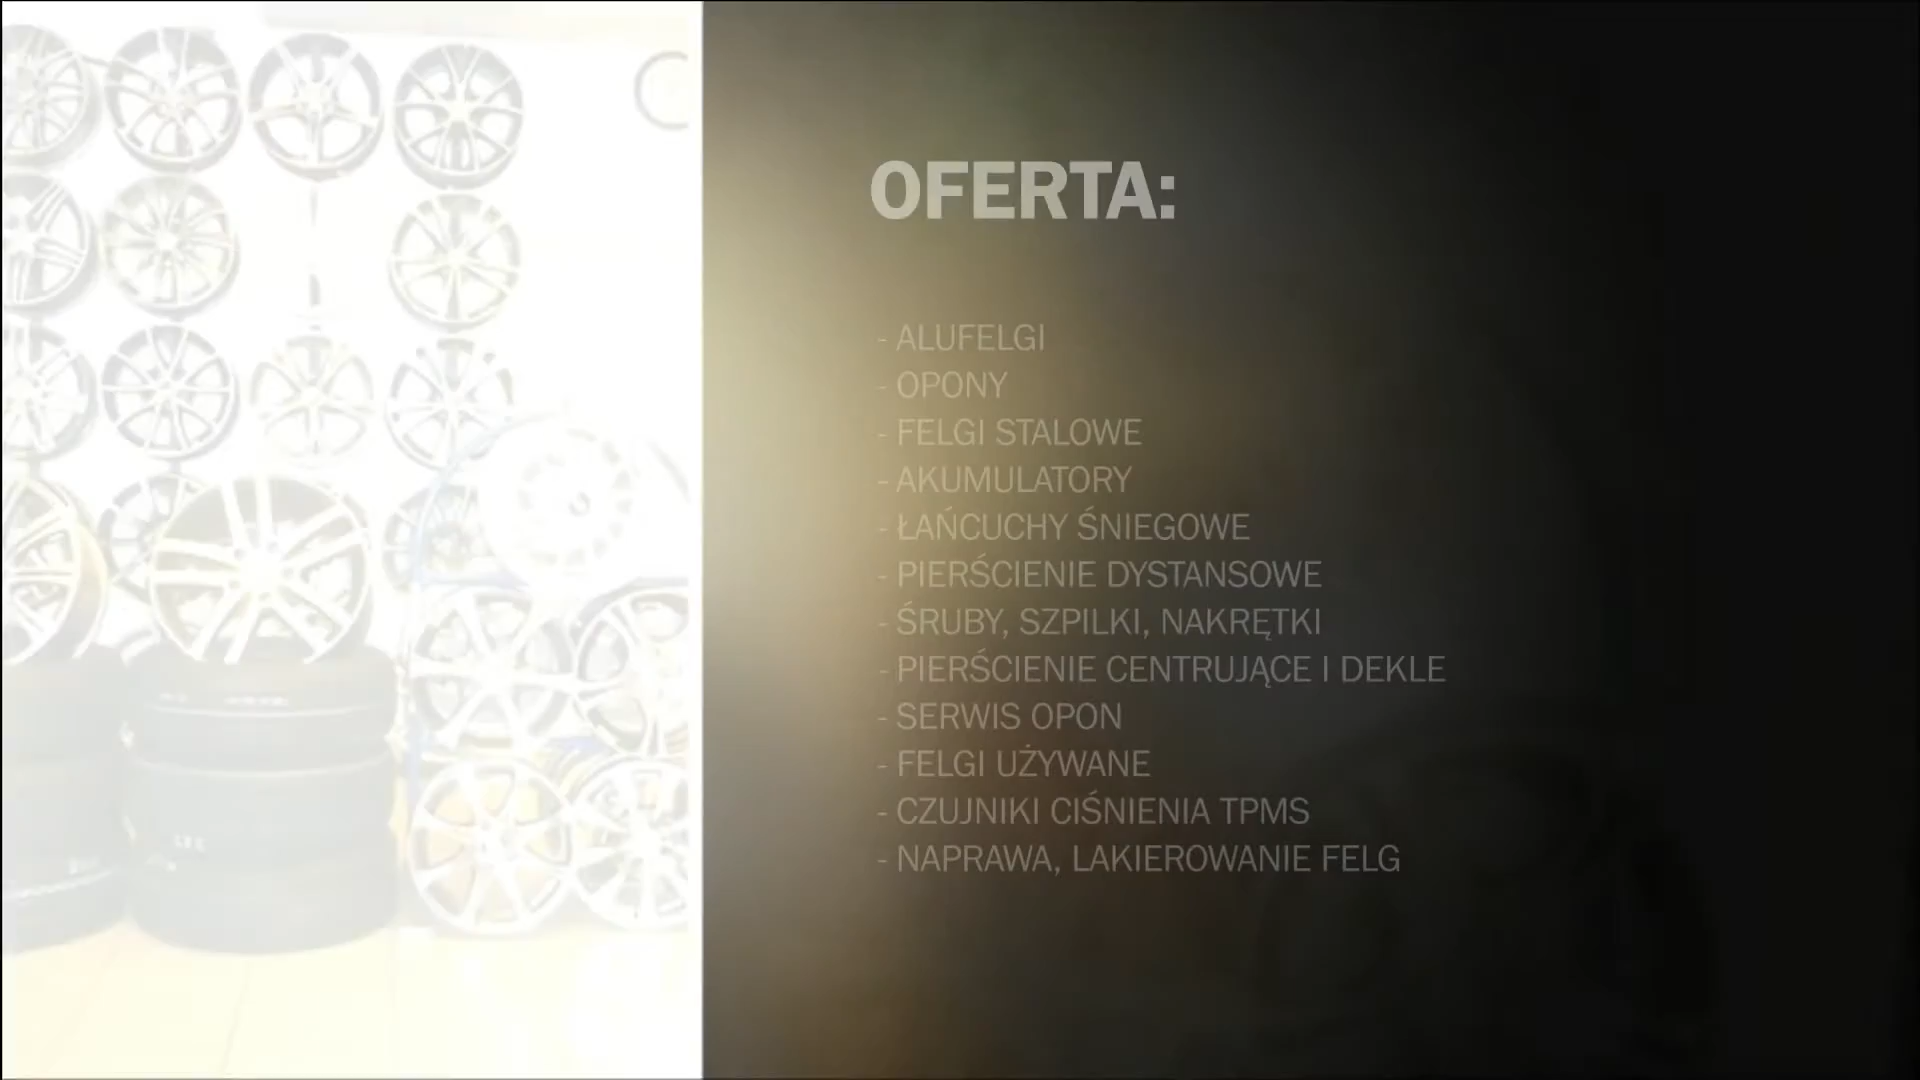 OFERTA:
- ALUFELGI
- OPONY
- FELGI STALOWE
- AKUMULATORY
- ŁAŃCUCHY ŚNIEGOWE
- PIERŚCIENIE DYSTANSOWE
- ŚRUBY, SZPILKI, NAKRĘTKI
- PIERŚCIENIE CENTRUJĄCE I DEKLE
- SERWIS OPON
- FELGI UŻYWANE
- CZUJNIKI CIŚNIENIA TPMS
- NAPRAWA, LAKIEROWANIE FELG